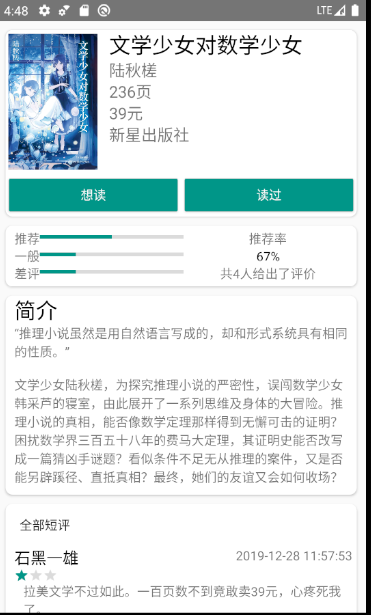 4:48 LTE
文学少女对数学少女
陆秋槎
236页
39元
新星出版社
文学少女对数学少女
想读 读过
推荐 推荐率
一般 67%
差评 共4人给出了评价
简介
“推理小说虽然是用自然语言写成的，却和形式系统具有相同
的性质。”
文学少女陆秋槎，为探究推理小说的严密性，误闯数学少女
韩采芦的寝室，由此展开了一系列思维及身体的大冒险。推
理小说的真相，能否像数学定理那样得到无懈可击的证明？
困扰数学界三百五十八年的费马大定理，其证明史能否改写
成一篇猜凶手谜题？看似条件不足无从推理的案件，又是否
能另辟蹊径、直抵真相？最终，她们的友谊又会如何收场？
全部短评
石黑一雄 2019-12-28 11:57:53
拉美文学不过如此。一百页数不到竟敢卖39元，心疼死我
了。